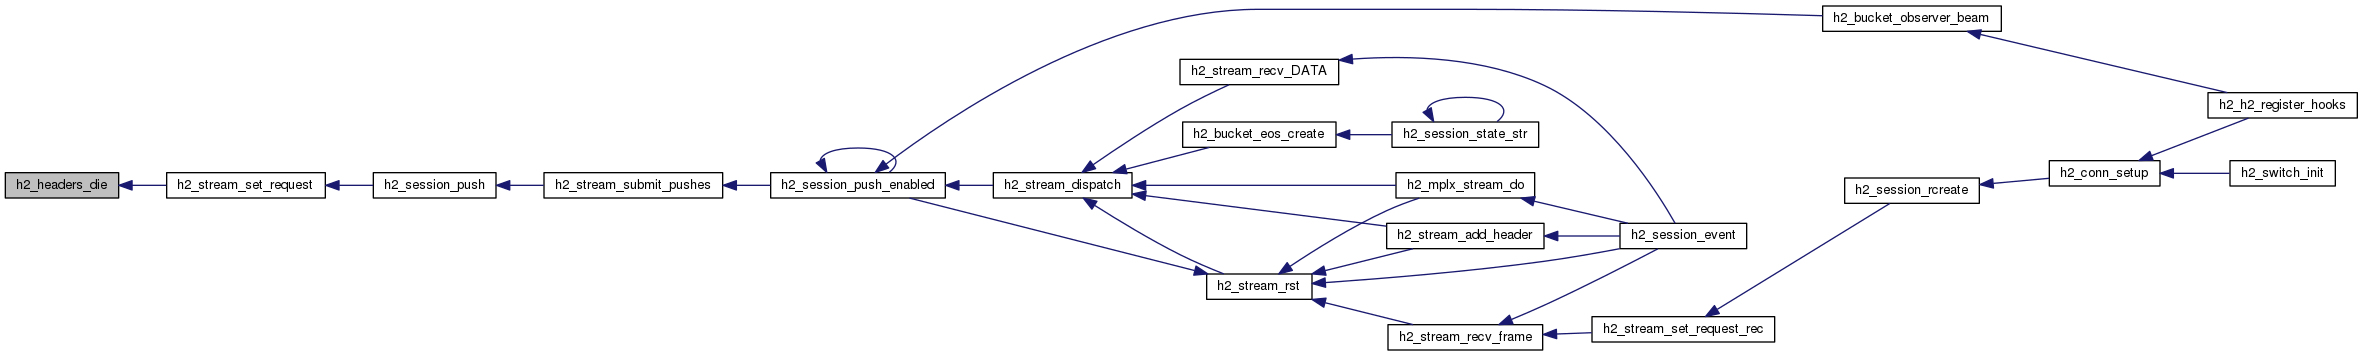 h2_bucket_observer_beam
h2_stream_recv_DATA
h2_h2_register_hooks
h2_bucket_eos_create
h2_session_state_str
h2_headers_die
h2_stream_set_request
h2_session_push
h2_stream_submit_pushes
h2_session_push_enabled
h2_stream_dispatch
h2_mplx_stream_do
h2_session_rcreate
h2_conn_setup
h2_switch_init
h2_stream_add_header
h2_session_event
h2_stream_rst
h2_stream_recv_frame
h2_stream_set_request_rec